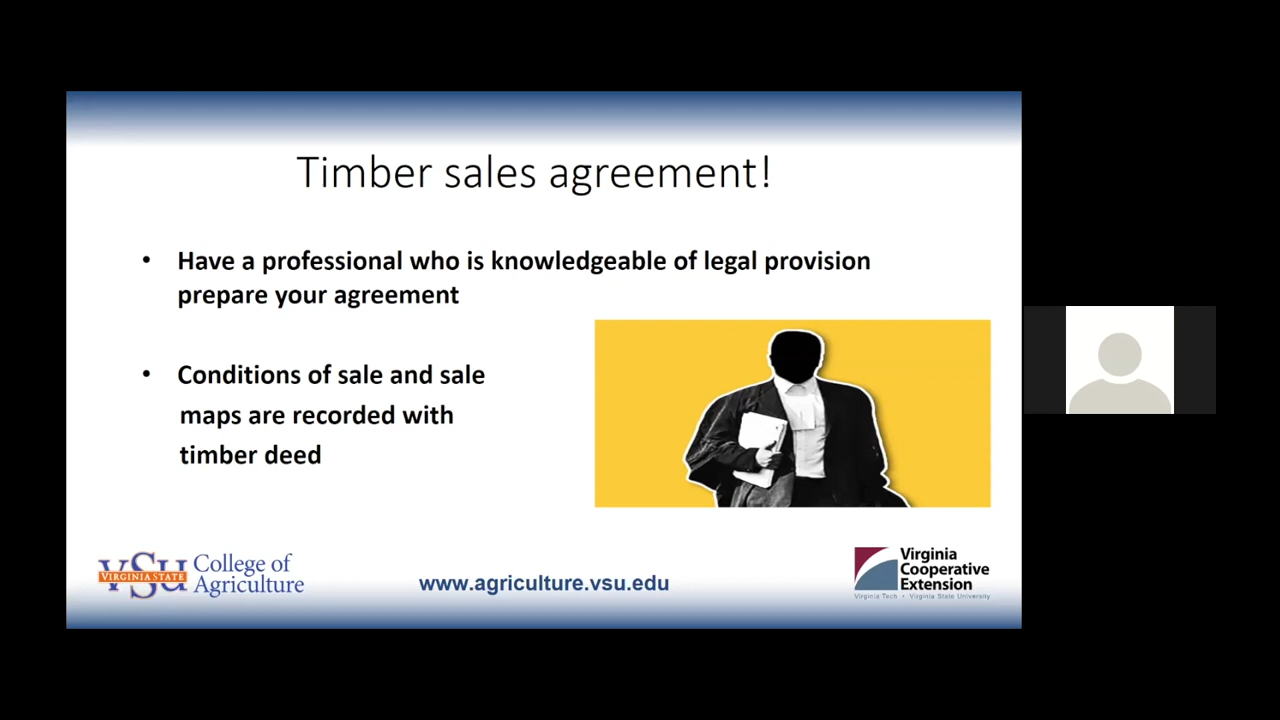 Timber sales agreement!
• Have a professional who is knowledgeable of legal provision
prepare your agreement
• Conditions of sale and sale
maps are recorded with
timber deed
VSU
VIRGINIA STATE
College of
Agriculture
www.agriculture.vsu.edu
Virginia
Cooperative
Extension
Virginia Tech • Virginia State University